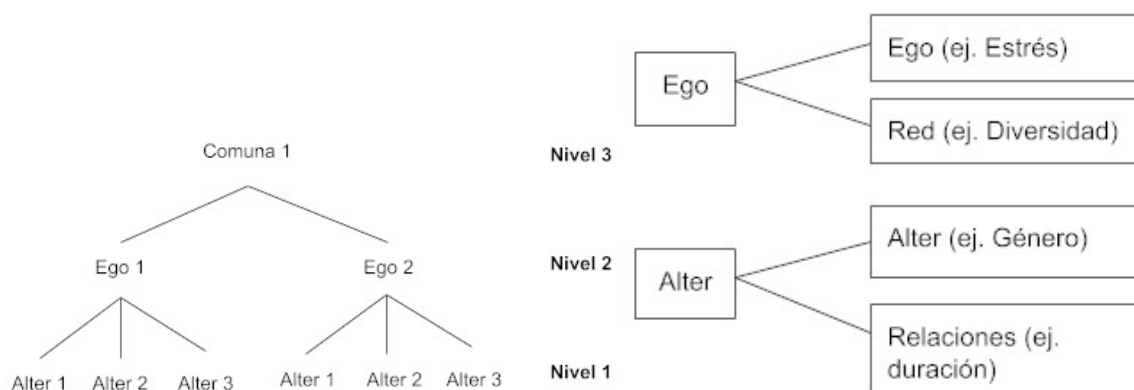 Comuna 1
Ego 1
Ego 2
Alter 1
Alter 2
Alter 3
Alter 1
Alter 2
Alter 3
Nivel 3
Nivel 2
Nivel 1
Ego
Ego (ej. Estrés)
Red (ej. Diversidad)
Alter
Alter (ej. Género)
Relaciones (ej.
duración)